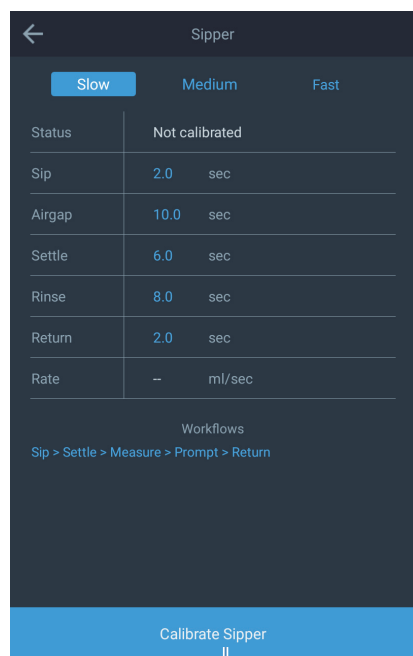 Sipper
Slow Medium Fast
Status Not calibrated
Sip 2.0 sec
Airgap 10.0 sec
Settle 6.0 sec
Rinse 8.0 sec
Return 2.0 sec
Rate -- ml/sec
Workflows
Sip > Settle > Measure > Prompt > Return
Calibrate Sipper